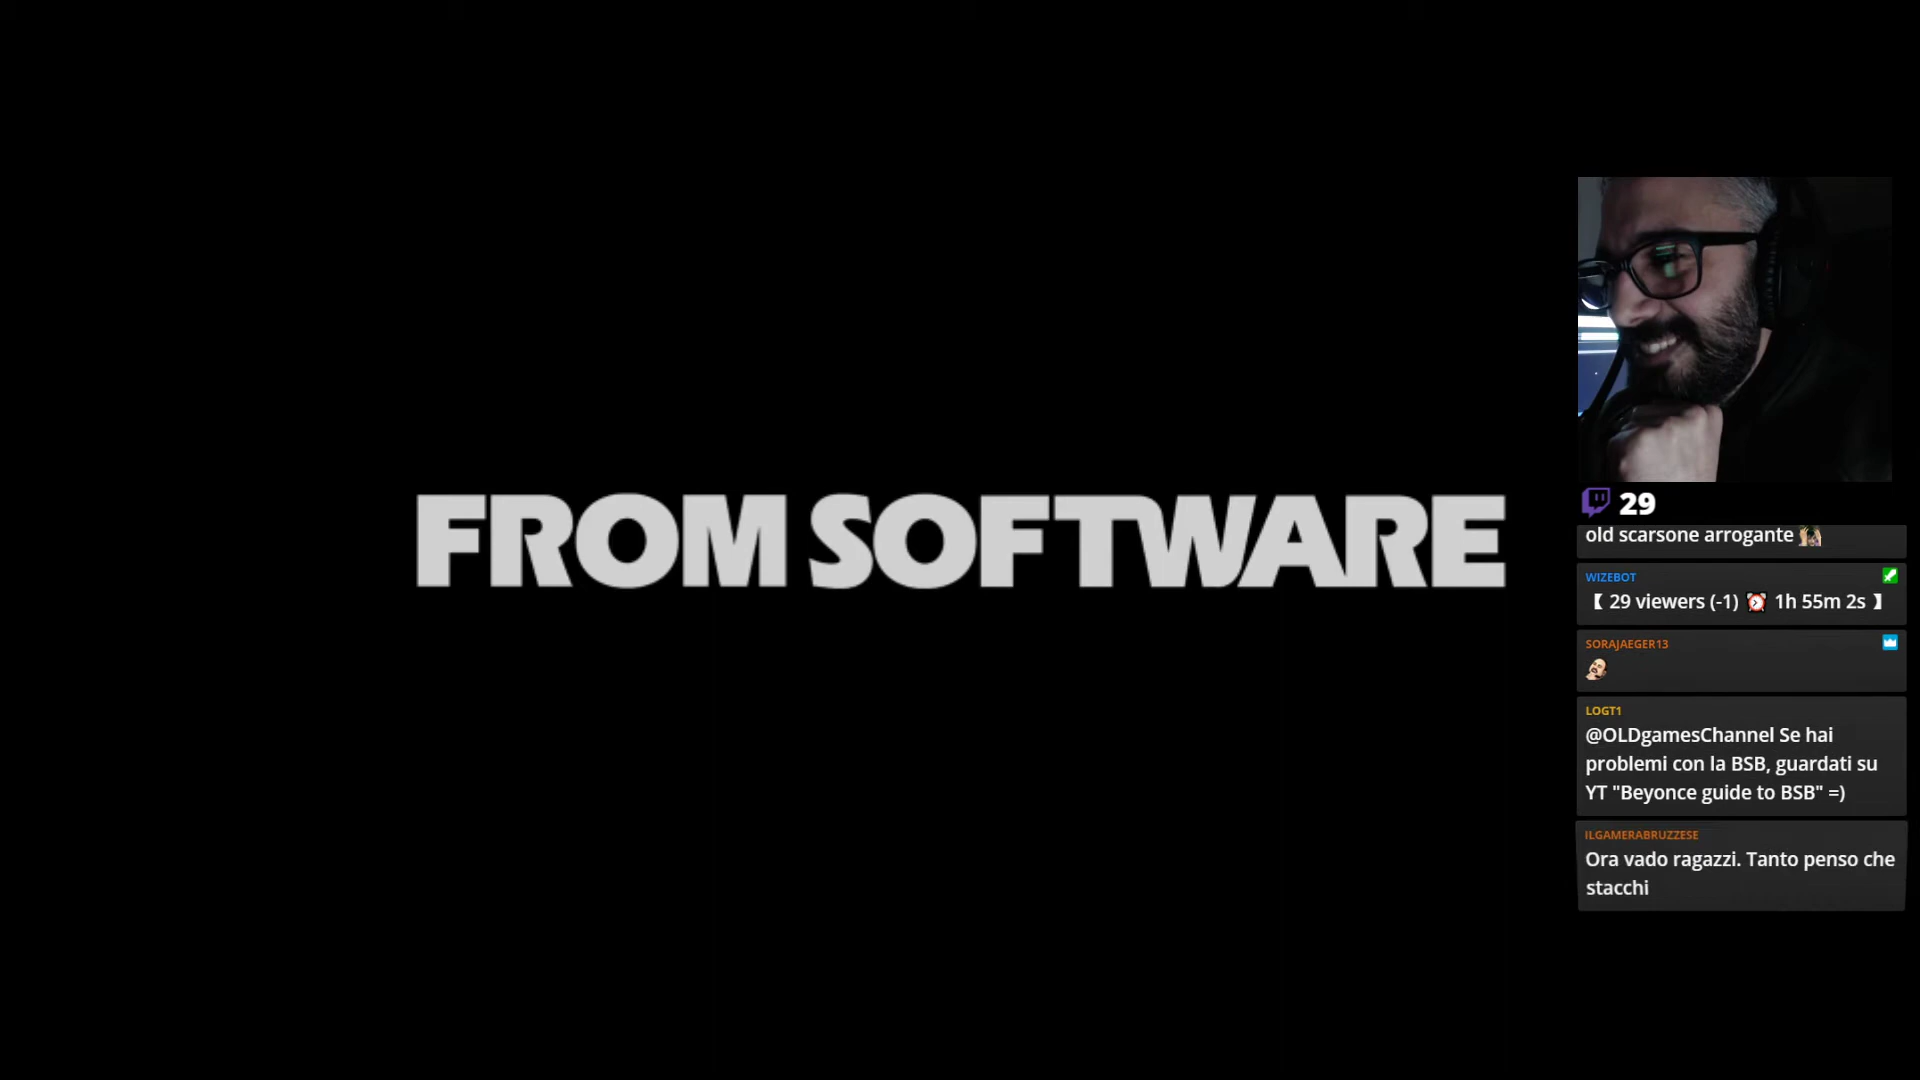 FROM SOFTWARE
29
old scarsone arrogante
WIZEBOT
【 29 viewers (-1) ⏰ 1h 55m 2s 】
SORAJAEGER13
LOGT1
@OLDgamesChannel Se hai
problemi con la BSB, guardati su
YT "Beyonce guide to BSB" =)
ILGAMERABRUZZESE
Ora vado ragazzi. Tanto penso che
stacchi